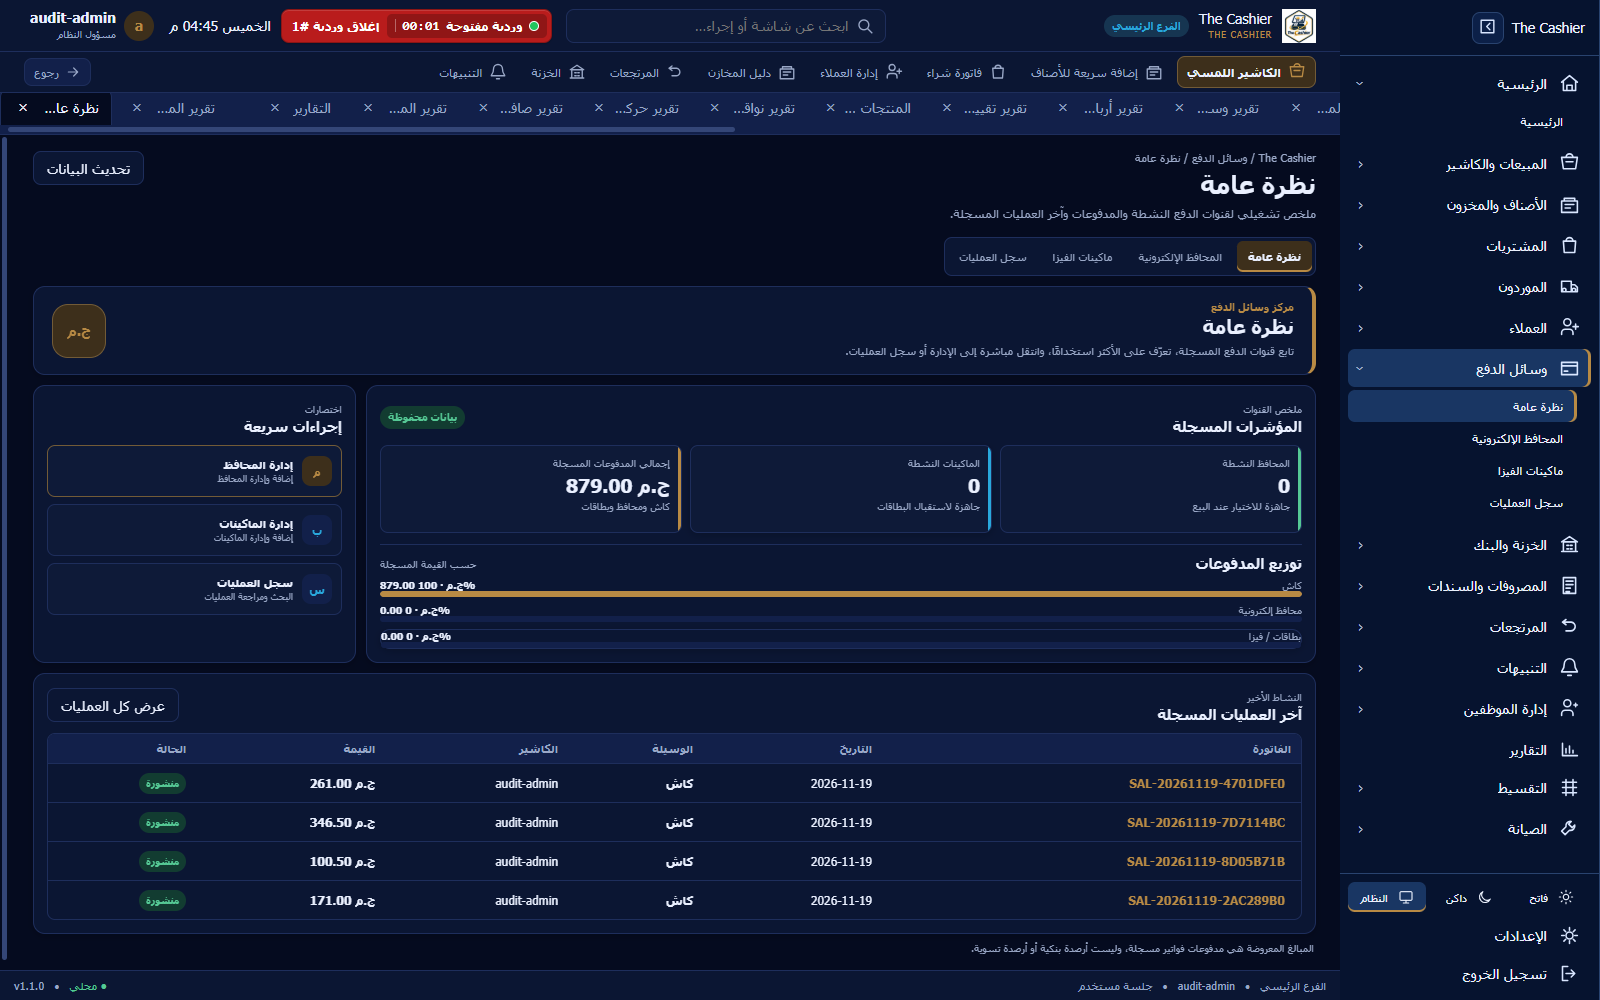 The Cashier
الرئيسية
الرئيسية
المبيعات والكاشير
الأصناف والمخزون
المشتريات
الموردون
العملاء
وسائل الدفع
نظرة عامة
المحافظ الإلكترونية
ماكينات الفيزا
سجل العمليات
الخزنة والبنك
المصروفات والسندات
المرتجعات
التنبيهات
إدارة الموظفين
التقارير
التقسيط
الصيانة
فاتح
داكن
النظام
الإعدادات
تسجيل الخروج
The Cashier
THE CASHIER
الفرع الرئيسي
ابحث عن شاشة أو إجراء...
وردية مفتوحة 00:01
إغلاق وردية #1
الخميس 04:45 م
audit-admin
مسؤول النظام
a
الكاشير اللمسي
إضافة سريعة للأصناف
فاتورة شراء
إدارة العملاء
دليل المخازن
المرتجعات
الخزنة
التنبيهات
رجوع
المـ...
تقرير وسـ...
تقرير أربا...
تقرير تقييـ...
المنتجات ...
تقرير نواقـ...
تقرير حركـ...
تقرير صافـ...
تقرير المـ...
التقارير
تقرير المـ...
نظرة عا...
The Cashier / وسائل الدفع / نظرة عامة
نظرة عامة
ملخص تشغيلي لقنوات الدفع النشطة والمدفوعات وآخر العمليات المسجلة.
تحديث البيانات
نظرة عامة
المحافظ الإلكترونية
ماكينات الفيزا
سجل العمليات
مركز وسائل الدفع
نظرة عامة
تابع قنوات الدفع المسجلة، تعرّف على الأكثر استخدامًا، وانتقل مباشرة إلى الإدارة أو سجل العمليات.
ج.م
ملخص القنوات
المؤشرات المسجلة
بيانات محفوظة
المحافظ النشطة
0
جاهزة للاختيار عند البيع
الماكينات النشطة
0
جاهزة لاستقبال البطاقات
إجمالي المدفوعات المسجلة
879.00 ج.م
كاش ومحافظ وبطاقات
توزيع المدفوعات
حسب القيمة المسجلة
كاش
879.00 ج.م · 100%
محافظ إلكترونية
0.00 ج.م · 0%
بطاقات / فيزا
0.00 ج.م · 0%
اختصارات
إجراءات سريعة
م
إدارة المحافظ
إضافة وإدارة المحافظ
ب
إدارة الماكينات
إضافة وإدارة الماكينات
س
سجل العمليات
البحث ومراجعة العمليات
النشاط الأخير
آخر العمليات المسجلة
عرض كل العمليات
الفاتورة التاريخ الوسيلة الكاشير القيمة الحالة
SAL-20261119-4701DFE0 2026-11-19 كاش audit-admin 261.00 ج.م منشورة
SAL-20261119-7D7114BC 2026-11-19 كاش audit-admin 346.50 ج.م منشورة
SAL-20261119-8D05B71B 2026-11-19 كاش audit-admin 100.50 ج.م منشورة
SAL-20261119-2AC289B0 2026-11-19 كاش audit-admin 171.00 ج.م منشورة
المبالغ المعروضة هي مدفوعات فواتير مسجلة، وليست أرصدة بنكية أو أرصدة تسوية.
الفرع الرئيسي • audit-admin • جلسة مستخدم
محلي • v1.1.0